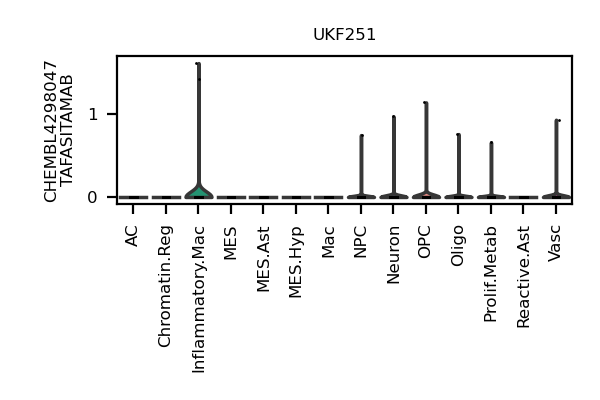 UKF251
CHEMBL4298047
TAFASITAMAB
1
0
AC
Chromatin.Reg
Inflammatory.Mac
MES
MES.Ast
MES.Hyp
Mac
NPC
Neuron
OPC
Oligo
Prolif.Metab
Reactive.Ast
Vasc